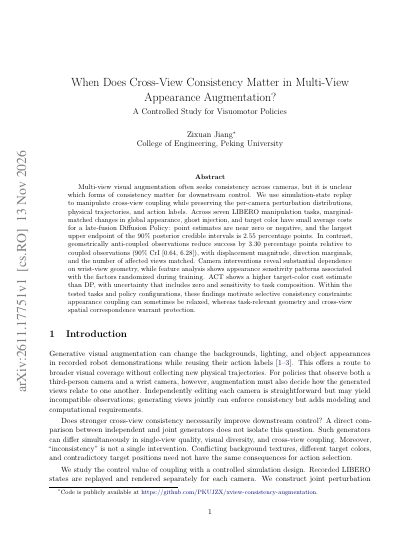 When Does Cross-View Consistency Matter in Multi-View
Appearance Augmentation?
A Controlled Study for Visuomotor Policies
Zixuan Jiang*
College of Engineering, Peking University
Abstract
Multi-view visual augmentation often seeks consistency across cameras, but it is unclear
which forms of consistency matter for downstream control. We use simulation-state replay
to manipulate cross-view coupling while preserving the per-camera perturbation distributions,
physical trajectories, and action labels. Across seven LIBERO manipulation tasks, marginal-
matched changes in global appearance, ghost injection, and target color have small average costs
for a late-fusion Diffusion Policy: point estimates are near zero or negative, and the largest
upper endpoint of the 90% posterior credible intervals is 2.55 percentage points. In contrast,
geometrically anti-coupled observations reduce success by 3.30 percentage points relative to
coupled observations (90% CrI [0.64, 6.28]), with displacement magnitude, direction marginals,
and the number of affected views matched. Camera interventions reveal substantial dependence
on wrist-view geometry, while feature analysis shows appearance sensitivity patterns associated
with the factors randomized during training. ACT shows a higher target-color cost estimate
than DP, with uncertainty that includes zero and sensitivity to task composition. Within the
tested tasks and policy configurations, these findings motivate selective consistency constraints:
appearance coupling can sometimes be relaxed, whereas task-relevant geometry and cross-view
spatial correspondence warrant protection.
1 Introduction
Generative visual augmentation can change the backgrounds, lighting, and object appearances
in recorded robot demonstrations while reusing their physical action labels [1–3]. This offers a route to
broader visual coverage without collecting new physical trajectories. For policies that observe both a
third-person camera and a wrist camera, however, augmentation must also decide how the generated
views relate to one another. Independently editing each camera is straightforward but may yield
incompatible observations; generating views jointly can enforce consistency but adds modeling and
computational requirements.
Does stronger cross-view consistency necessarily improve downstream control? A direct com-
parison between independent and joint generators does not isolate this question. Such generators
can differ simultaneously in single-view quality, visual diversity, and cross-view coupling. Moreover,
"inconsistency" is not a single intervention. Conflicting background textures, different target colors,
and contradictory target positions need not have the same consequences for action selection.
We study the control value of coupling with a controlled simulation design. Recorded LIBERO
states are replayed and rendered separately for each camera. We construct joint perturbation
*Code is publicly available at https://github.com/PKUJZX/xview-consistency-augmentation.
1
arXiv:2611.17751v1 [cs.RO] 13 Nov 2026